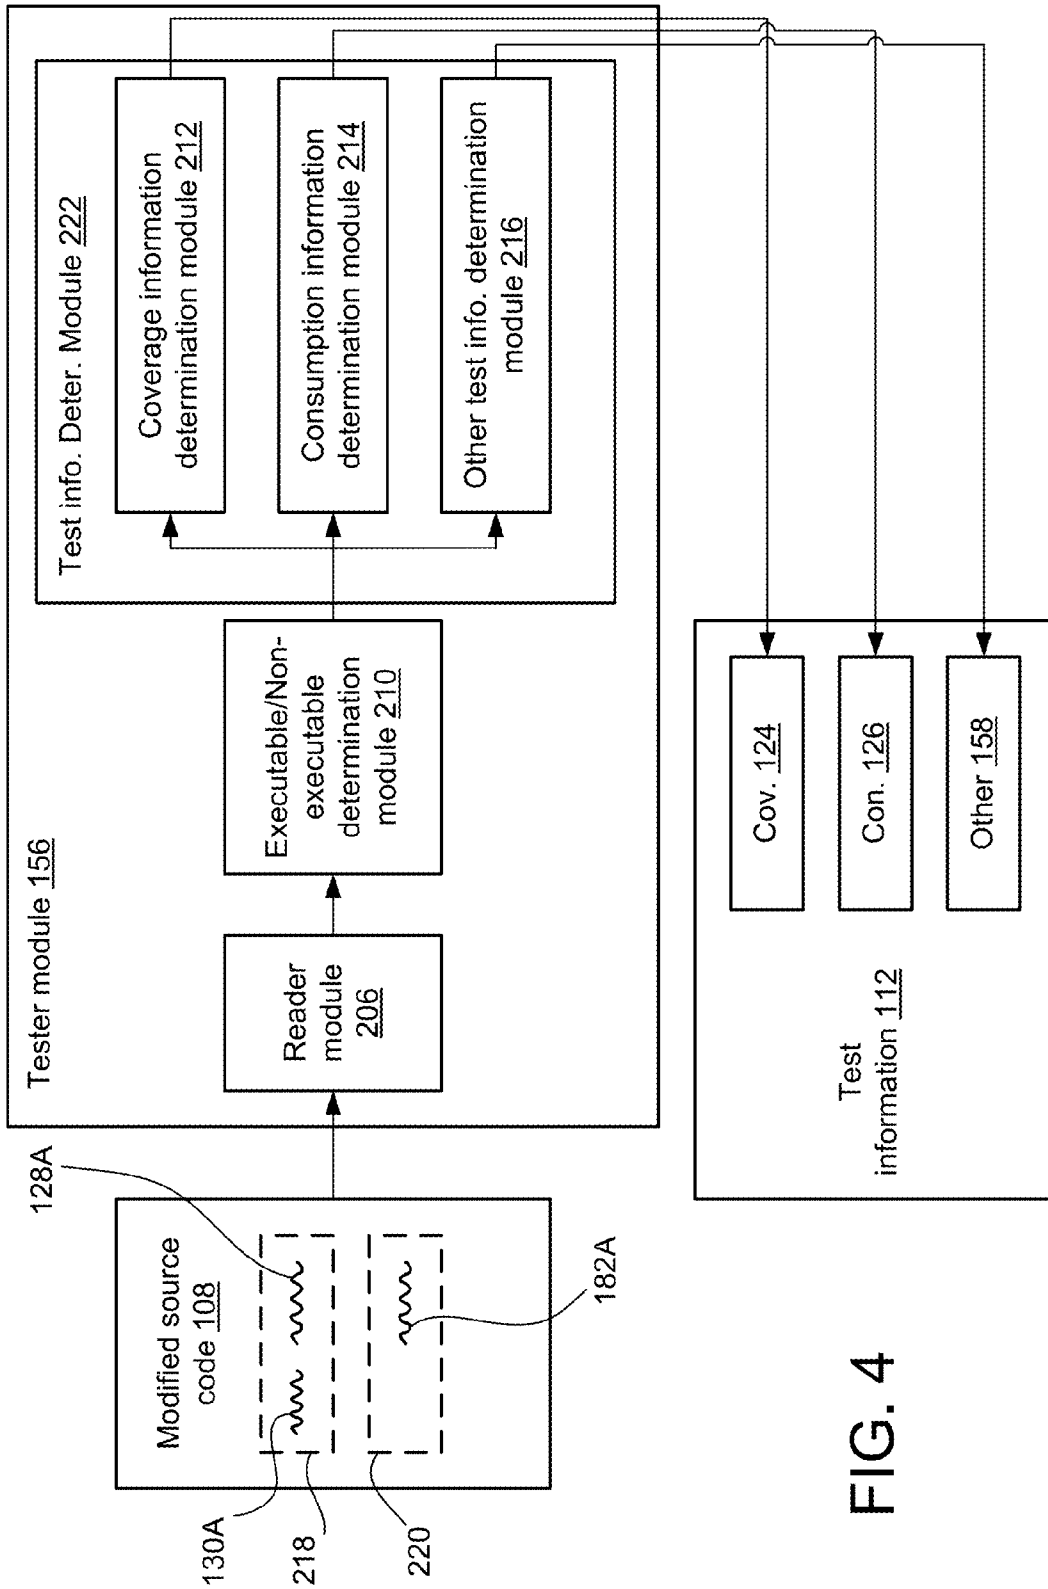 Tester module 156
Test info. Deter. Module 222
Coverage information
determination module 212
Consumption information
determination module 214
Other test info. determination
module 216
Executable/Non-
executable
determination
module 210
Reader
module
206
Modified source
code 108
128A
130A
218
220
182A
Test
information 112
Cov. 124
Con. 126
Other 158
FIG. 4